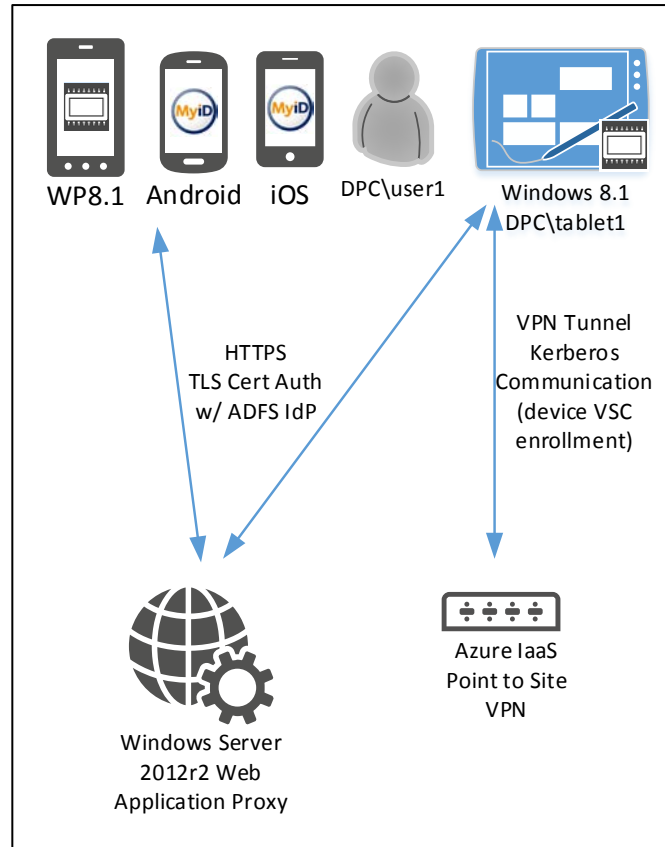 MyiD
MyiD
WP8.1
Android
iOS
DPC\user1
Windows 8.1
DPC\tablet1
HTTPS
TLS Cert Auth
w/ ADFS IdP
VPN Tunnel
Kerberos
Communication
(device VSC
enrollment)
Windows Server
2012r2 Web
Application Proxy
Azure IaaS
Point to Site
VPN